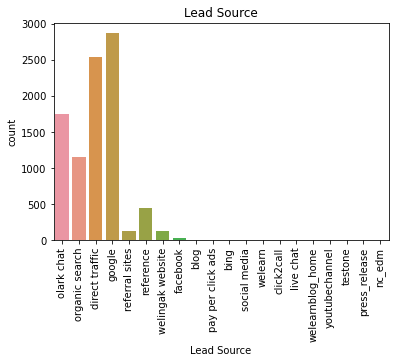 Lead Source
3000
2500
2000
1500
1000
500
0
count
olark chat
organic search
direct traffic
google
referral sites
reference
welingak website
facebook
blog
pay per click ads
bing
social media
welearn
click2call
live chat
welearnblog_home
youtubechannel
testone
press_release
nc_edm
Lead Source